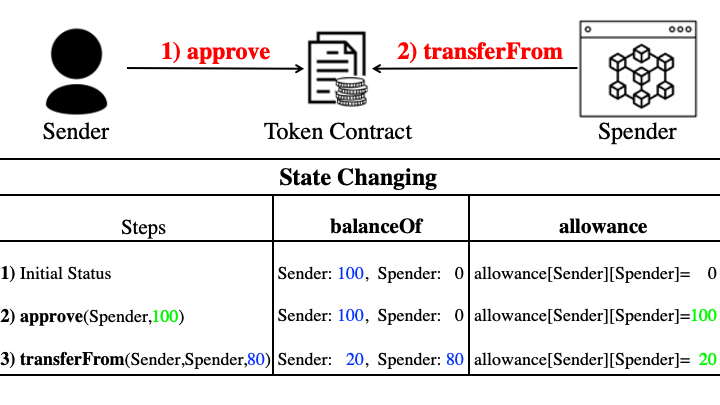 1) approve
2) transferFrom
Sender
Token Contract
Spender
State Changing
Steps
balanceOf
allowance
1) Initial Status
Sender: 100, Spender: 0
allowance[Sender][Spender]= 0
2) approve(Spender,100)
Sender: 100, Spender: 0
allowance[Sender][Spender]=100
3) transferFrom(Sender,Spender,80)
Sender: 20, Spender: 80
allowance[Sender][Spender]= 20